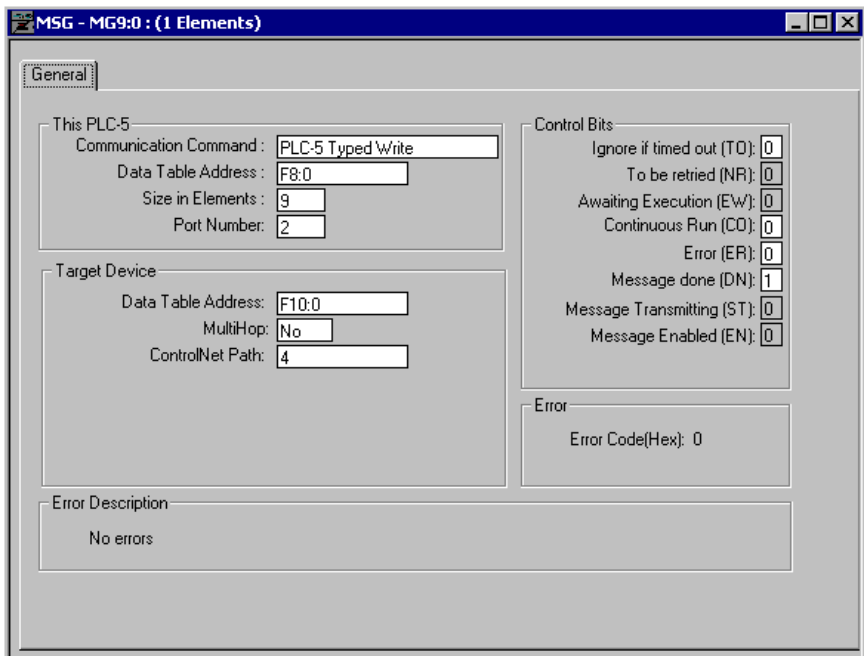 MSG - MG9:0 : (1 Elements)
General
This PLC-5
Communication Command : PLC-5 Typed Write
Data Table Address : F8:0
Size in Elements : 9
Port Number: 2
Target Device
Data Table Address: F10:0
MultiHop: No
ControlNet Path: 4
Control Bits
Ignore if timed out (TO): 0
To be retried (NR): 0
Awaiting Execution (EW): 0
Continuous Run (CO): 0
Error (ER): 0
Message done (DN): 1
Message Transmitting (ST): 0
Message Enabled (EN): 0
Error
Error Code(Hex): 0
Error Description
No errors